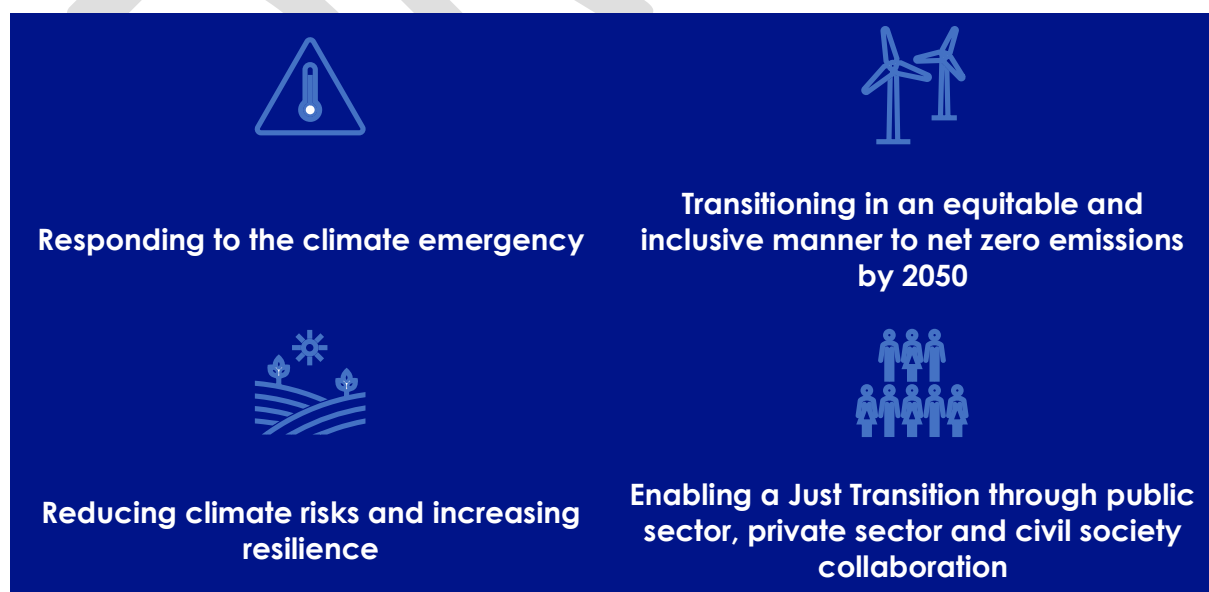 Responding to the climate emergency
Transitioning in an equitable and
inclusive manner to net zero emissions
by 2050
Reducing climate risks and increasing
resilience
Enabling a Just Transition through public
sector, private sector and civil society
collaboration